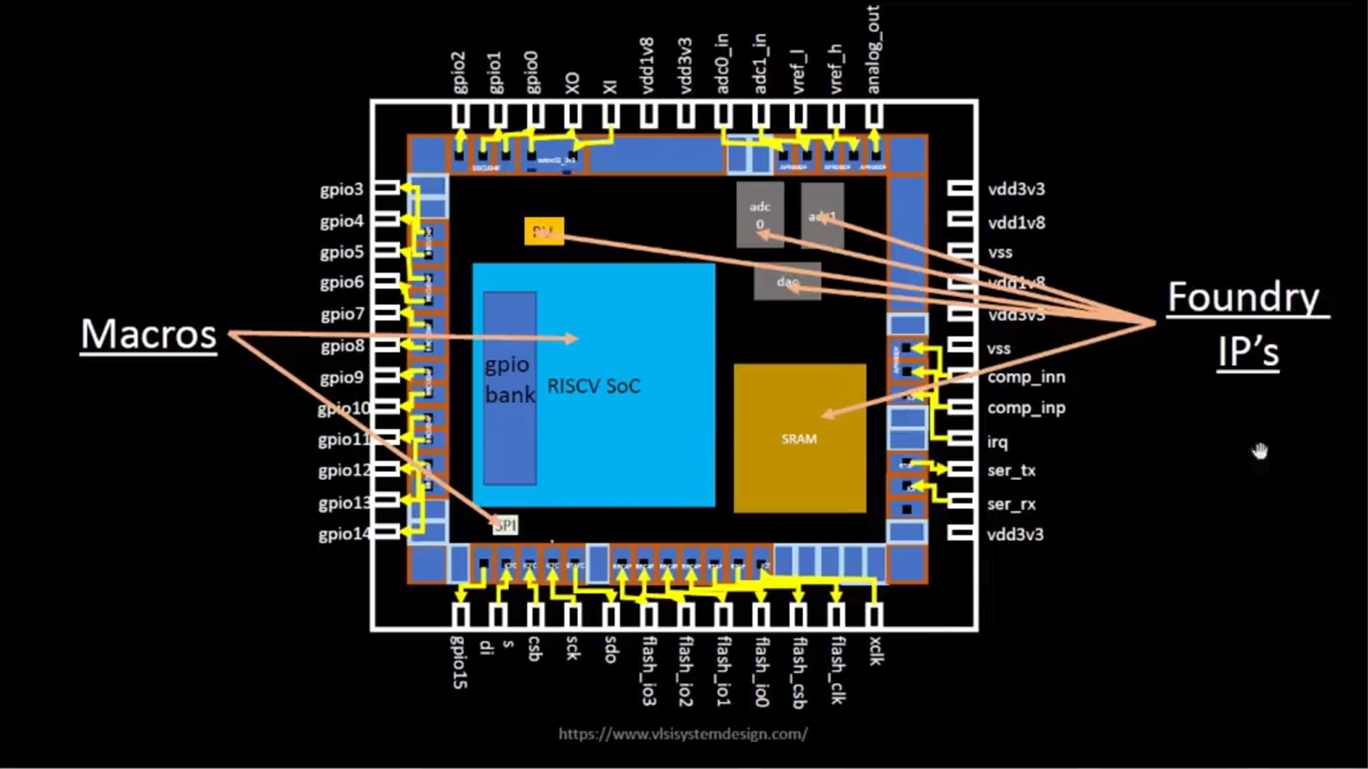 gpio2
gpio1
gpio0
XO
XI
vdd1v8
vdd3v3
adc0_in
adc1_in
vref_l
vref_h
analog_out
gpio3
gpio4
gpio5
gpio6
gpio7
gpio8
gpio9
gpio10
gpio11
gpio12
gpio13
gpio14
Macros
adc
0
adc1
dac
gpio
bank
RISCV SoC
SRAM
SPI
vdd3v3
vdd1v8
vss
vdd1v8
vdd3v3
vss
comp_inn
comp_inp
irq
ser_tx
ser_rx
vdd3v3
Foundry
IP's
gpio15
di
s
csb
sck
sdo
flash_io3
flash_io2
flash_io1
flash_io0
flash_csb
flash_clk
xclk
https://www.vlsisystemdesign.com/